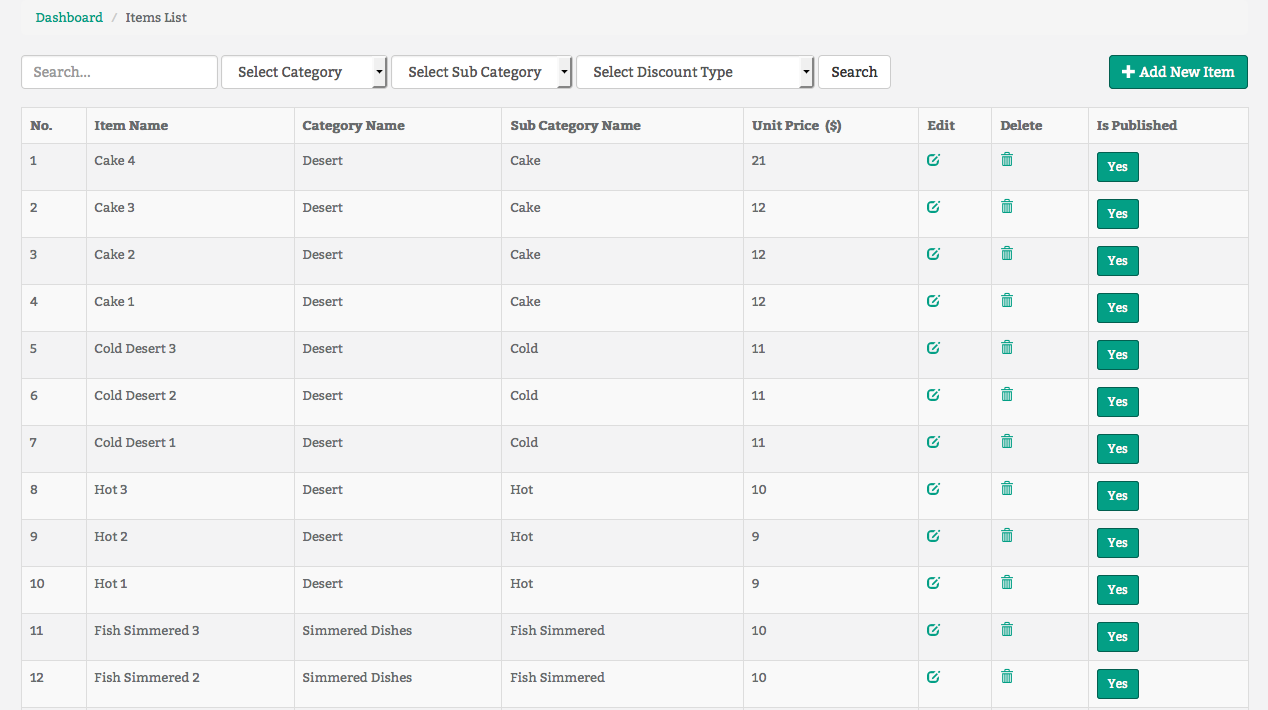 Dashboard / Items List
Search... Select Category Select Sub Category Select Discount Type Search Add New Item
No. Item Name Category Name Sub Category Name Unit Price ($) Edit Delete Is Published
1 Cake 4 Desert Cake 21 Yes
2 Cake 3 Desert Cake 12 Yes
3 Cake 2 Desert Cake 12 Yes
4 Cake 1 Desert Cake 12 Yes
5 Cold Desert 3 Desert Cold 11 Yes
6 Cold Desert 2 Desert Cold 11 Yes
7 Cold Desert 1 Desert Cold 11 Yes
8 Hot 3 Desert Hot 10 Yes
9 Hot 2 Desert Hot 9 Yes
10 Hot 1 Desert Hot 9 Yes
11 Fish Simmered 3 Simmered Dishes Fish Simmered 10 Yes
12 Fish Simmered 2 Simmered Dishes Fish Simmered 10 Yes